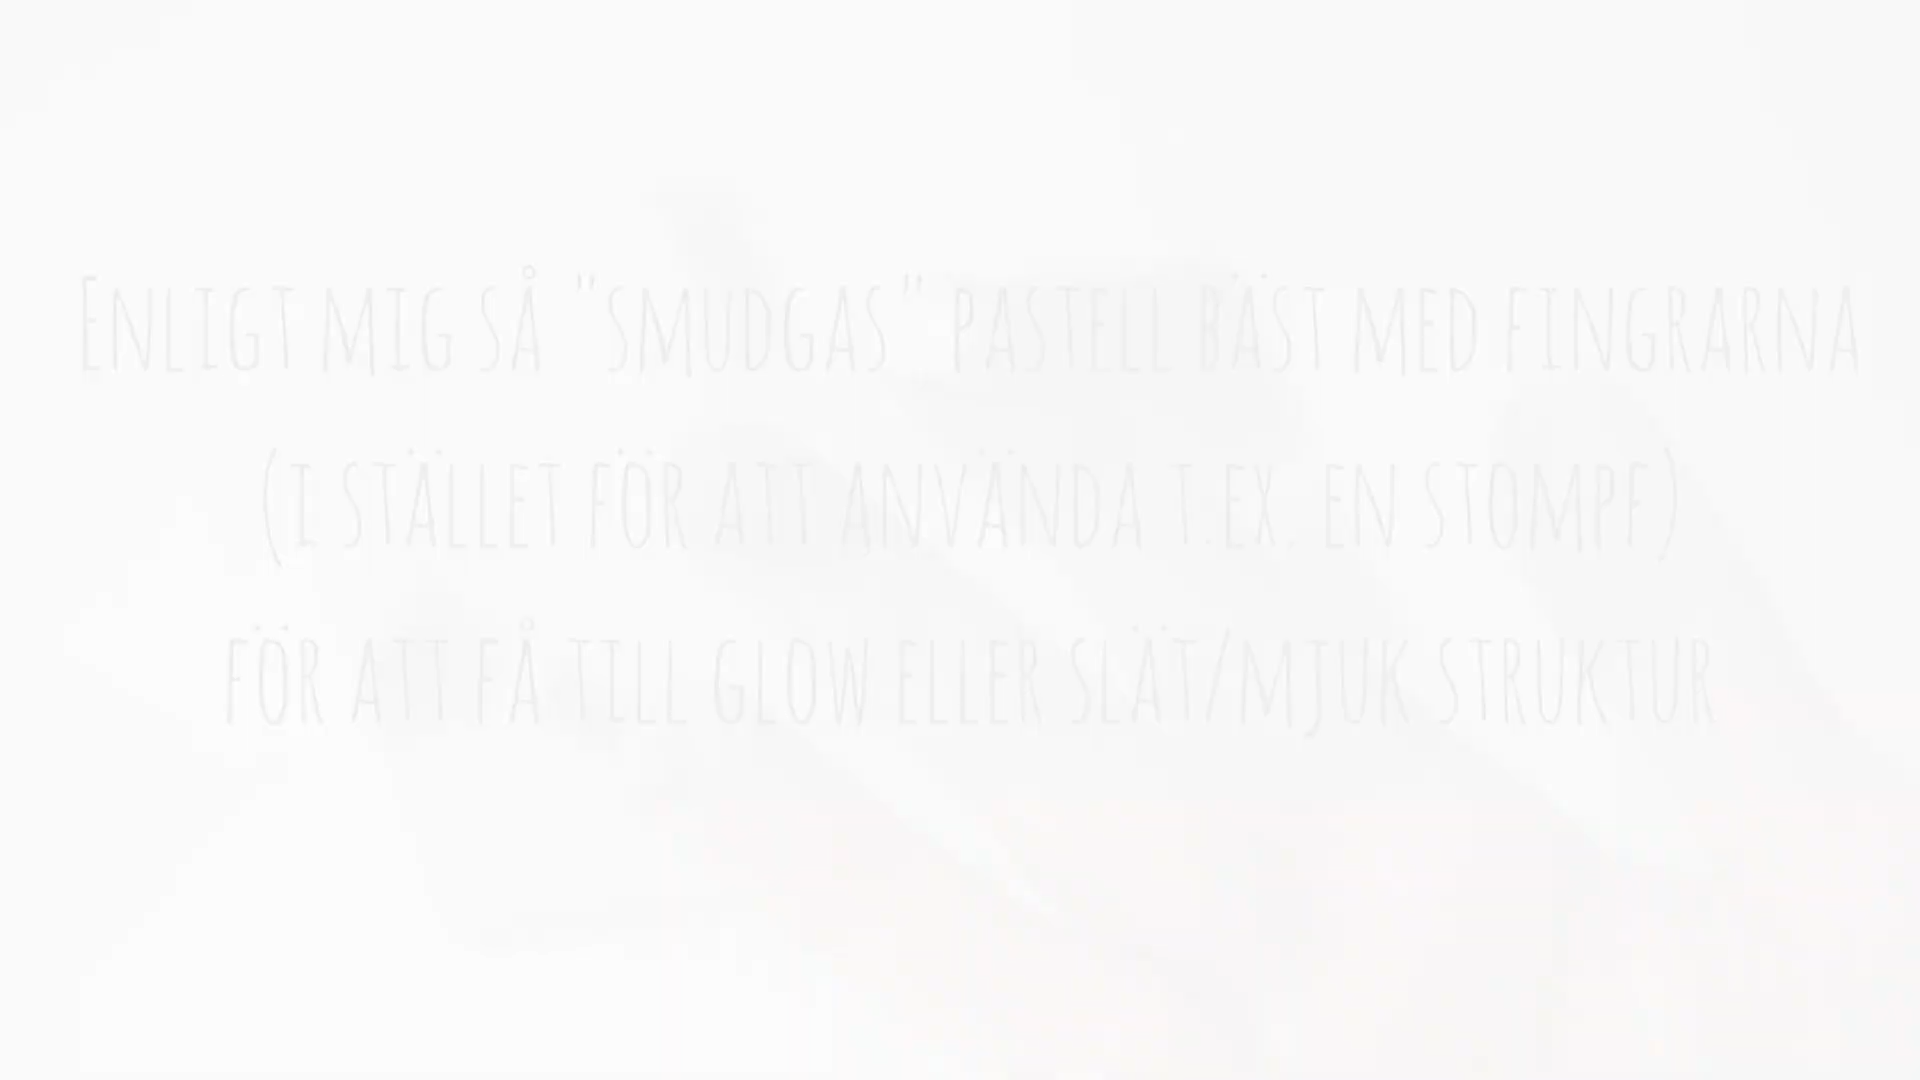 Enligt mig så "smudgas" pastell bäst med fingrarna
(i stället för att använda t.ex. en stompf)
för att få till glow eller slät/mjuk struktur